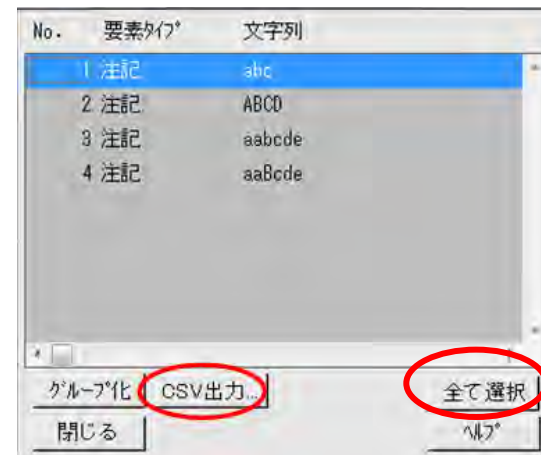 No. 要素ﾀｲﾌﾟ 文字列
1 注記 abc
2 注記 ABCD
3 注記 aabcde
4 注記 aaBcde
ｸﾞﾙｰﾌﾟ化 CSV出力... 全て選択
閉じる ﾍﾙﾌﾟ